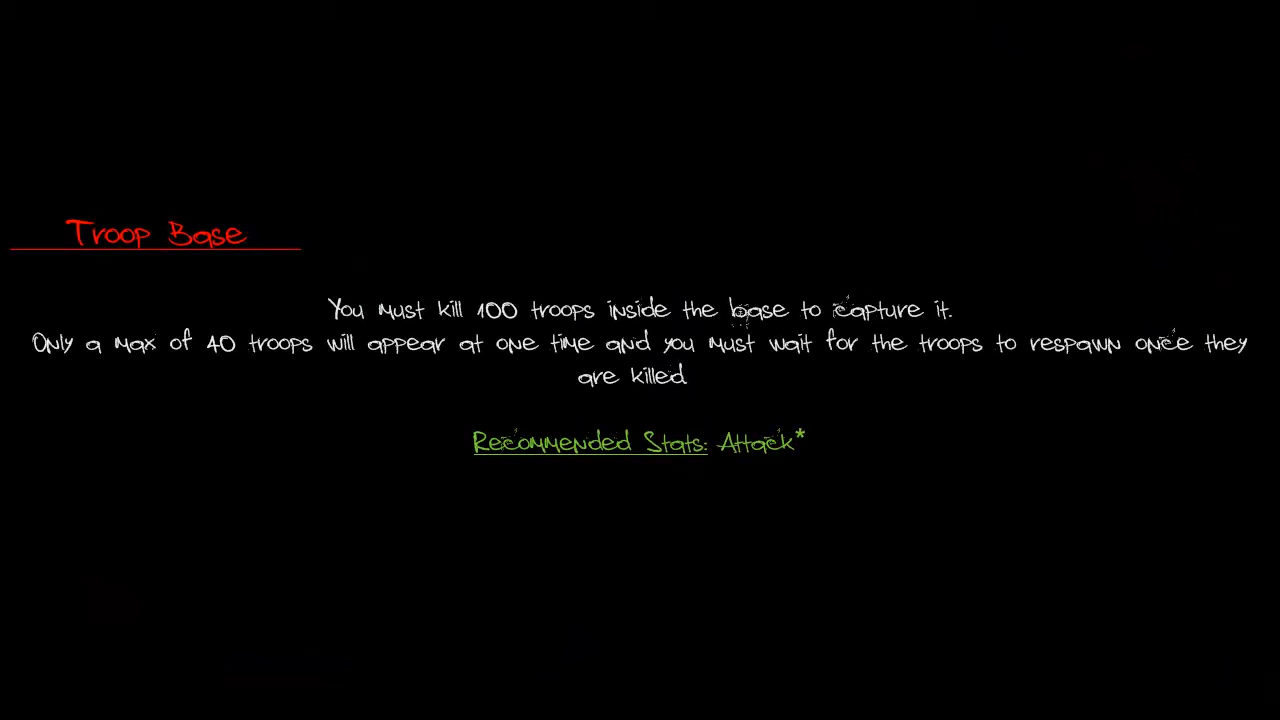 Troop Base
You must kill 100 troops inside the base to capture it.
Only a max of 40 troops will appear at one time and you must wait for the troops to respawn once they
are killed
Recommended Stats: Attack*